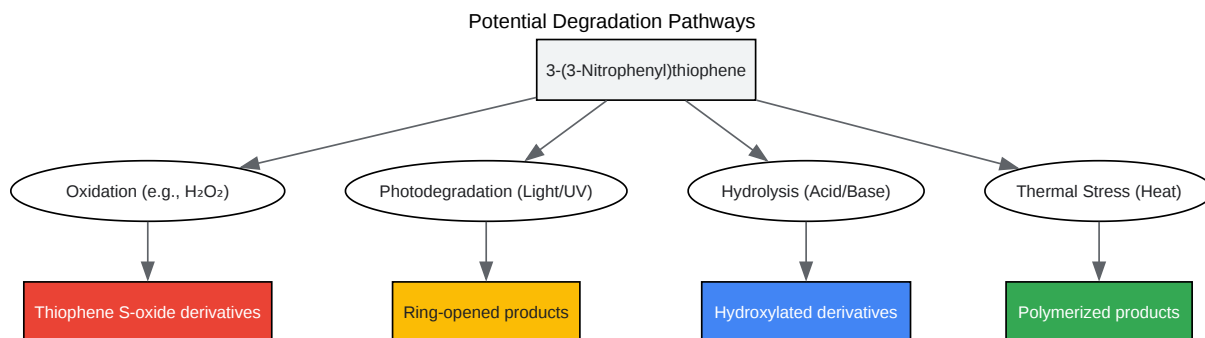 Potential Degradation Pathways
3-(3-Nitrophenyl)thiophene
Oxidation (e.g., H₂O₂)
Photodegradation (Light/UV)
Hydrolysis (Acid/Base)
Thermal Stress (Heat)
Thiophene S-oxide derivatives
Ring-opened products
Hydroxylated derivatives
Polymerized products